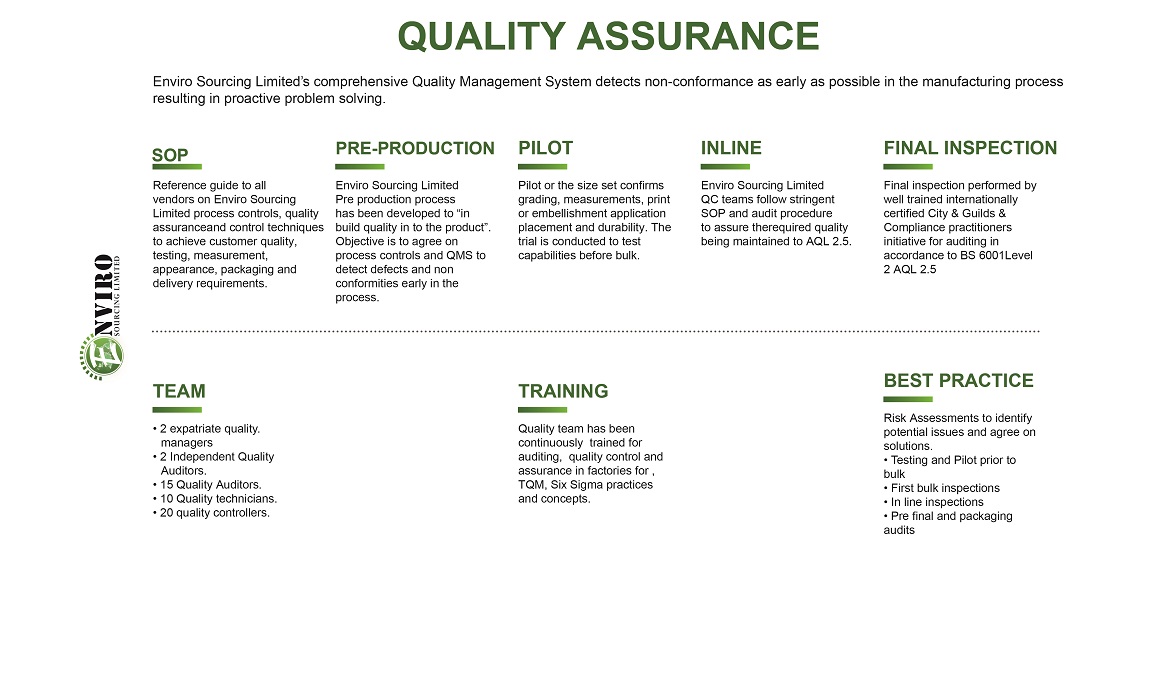 QUALITY ASSURANCE
Enviro Sourcing Limited’s comprehensive Quality Management System detects non-conformance as early as possible in the manufacturing process
resulting in proactive problem solving.
SOP
Reference guide to all
vendors on Enviro Sourcing
Limited process controls, quality
assuranceand control techniques
to achieve customer quality,
testing, measurement,
appearance, packaging and
delivery requirements.
PRE-PRODUCTION
Enviro Sourcing Limited
Pre production process
has been developed to “in
build quality in to the product”.
Objective is to agree on
process controls and QMS to
detect defects and non
conformities early in the
process.
PILOT
Pilot or the size set confirms
grading, measurements, print
or embellishment application
placement and durability. The
trial is conducted to test
capabilities before bulk.
INLINE
Enviro Sourcing Limited
QC teams follow stringent
SOP and audit procedure
to assure therequired quality
being maintained to AQL 2.5.
FINAL INSPECTION
Final inspection performed by
well trained internationally
certified City & Guilds &
Compliance practitioners
initiative for auditing in
accordance to BS 6001Level
2 AQL 2.5
NVIRO
SOURCING LIMITED
TEAM
• 2 expatriate quality.
managers
• 2 Independent Quality
Auditors.
• 15 Quality Auditors.
• 10 Quality technicians.
• 20 quality controllers.
TRAINING
Quality team has been
continuously  trained for
auditing,  quality control and
assurance in factories for ,
TQM, Six Sigma practices
and concepts.
BEST PRACTICE
Risk Assessments to identify
potential issues and agree on
solutions.
• Testing and Pilot prior to
bulk
• First bulk inspections
• In line inspections
• Pre final and packaging
audits